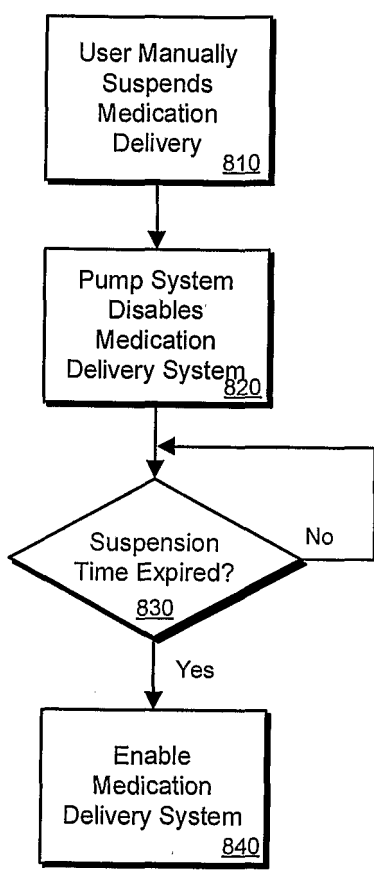 User Manually
Suspends
Medication
Delivery
810
Pump System
Disables
Medication
Delivery System
820
Suspension
Time Expired?
830
No
Yes
Enable
Medication
Delivery System
840